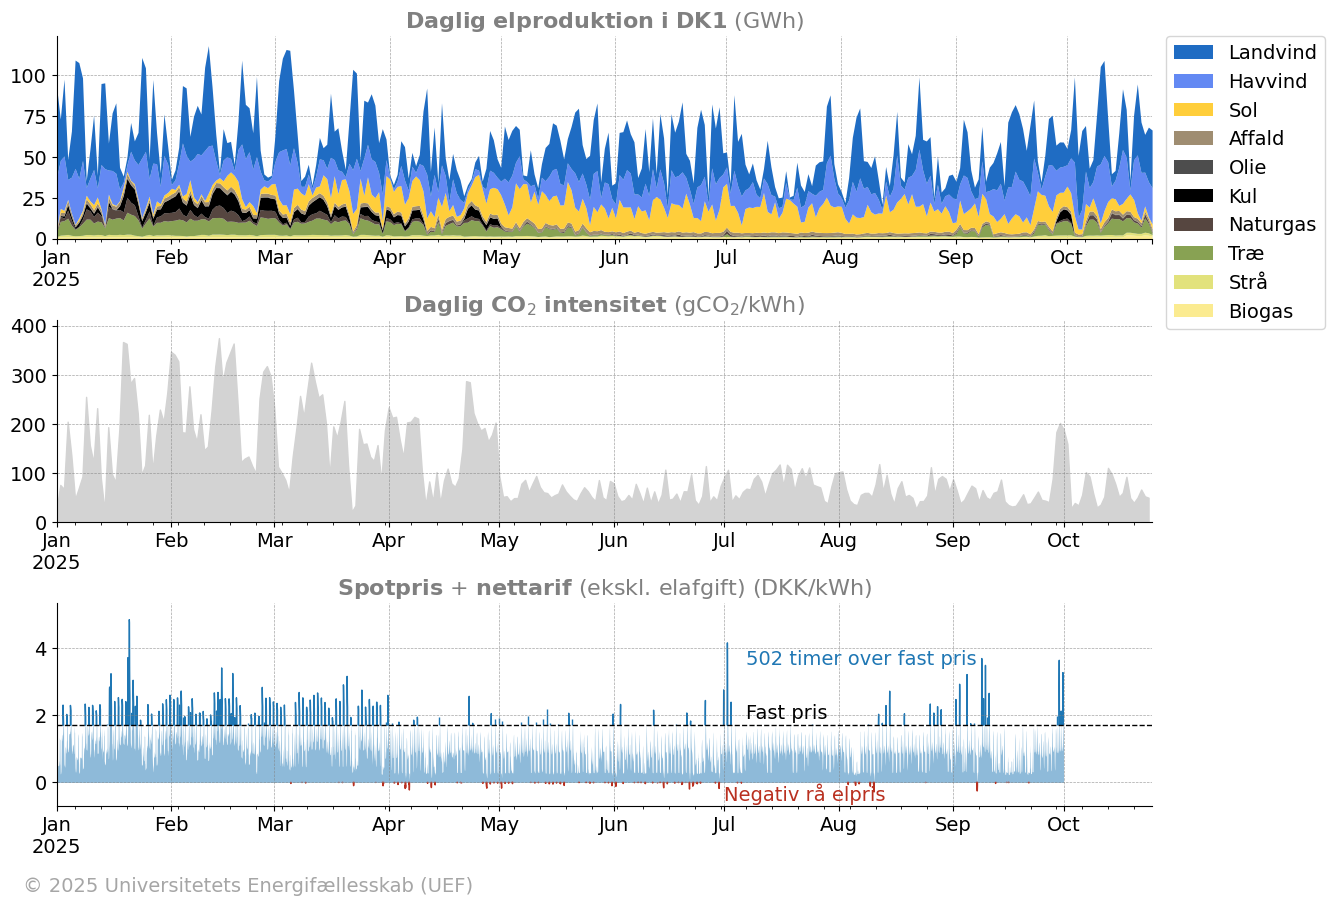 Daglig elproduktion i DK1 (GWh)
100
75
50
25
0
Jan Feb Mar Apr May Jun Jul Aug Sep Oct
2025
Landvind
Havvind
Sol
Affald
Olie
Kul
Naturgas
Træ
Strå
Biogas
Daglig CO₂ intensitet (gCO₂/kWh)
400
300
200
100
0
Jan Feb Mar Apr May Jun Jul Aug Sep Oct
2025
Spotpris + nettarif (ekskl. elafgift) (DKK/kWh)
4
502 timer over fast pris
2
Fast pris
0
Negativ rå elpris
Jan Feb Mar Apr May Jun Jul Aug Sep Oct
2025
© 2025 Universitetets Energifællesskab (UEF)